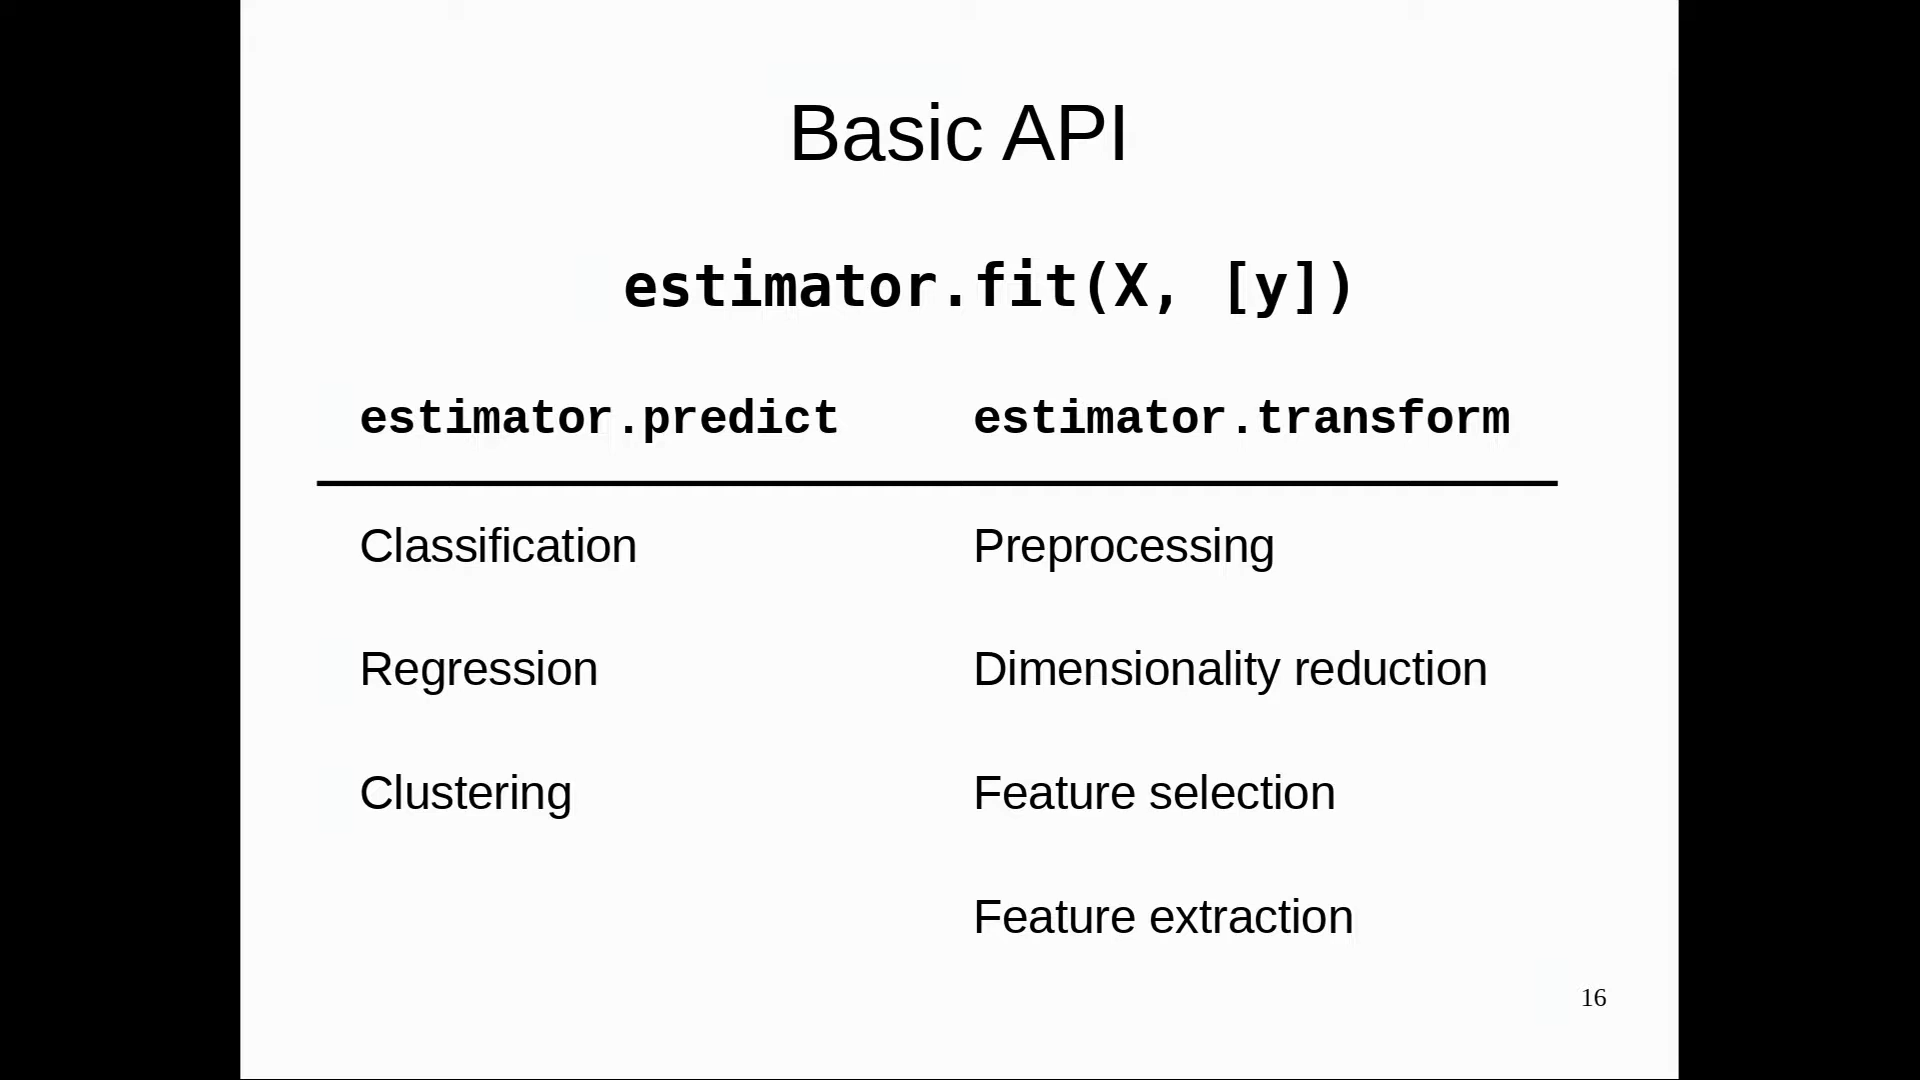 Basic API
estimator.fit(X, [y])
estimator.predict estimator.transform
Classification Preprocessing
Regression Dimensionality reduction
Clustering Feature selection
Feature extraction
16